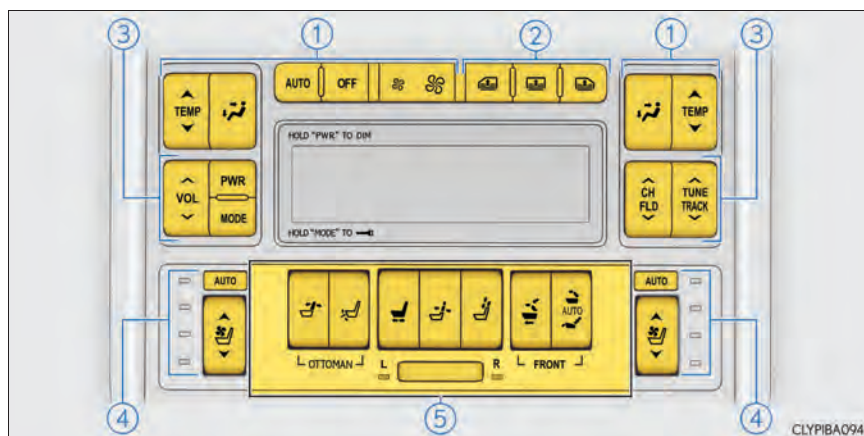 3
1
2
1
3
AUTO
OFF
TEMP
TEMP
HOLD "PWR" TO DIM
VOL
PWR
MODE
CH
FLD
TUNE
TRACK
HOLD "MODE" TO
AUTO
AUTO
AUTO
OTTOMAN
L
R
FRONT
4
5
4
CLYPIBA094